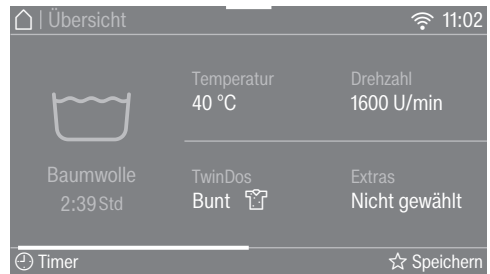 Übersicht
11:02
Temperatur
40 °C
Drehzahl
1600 U/min
Baumwolle
2:39 Std
TwinDos
Bunt
Extras
Nicht gewählt
Timer
Speichern